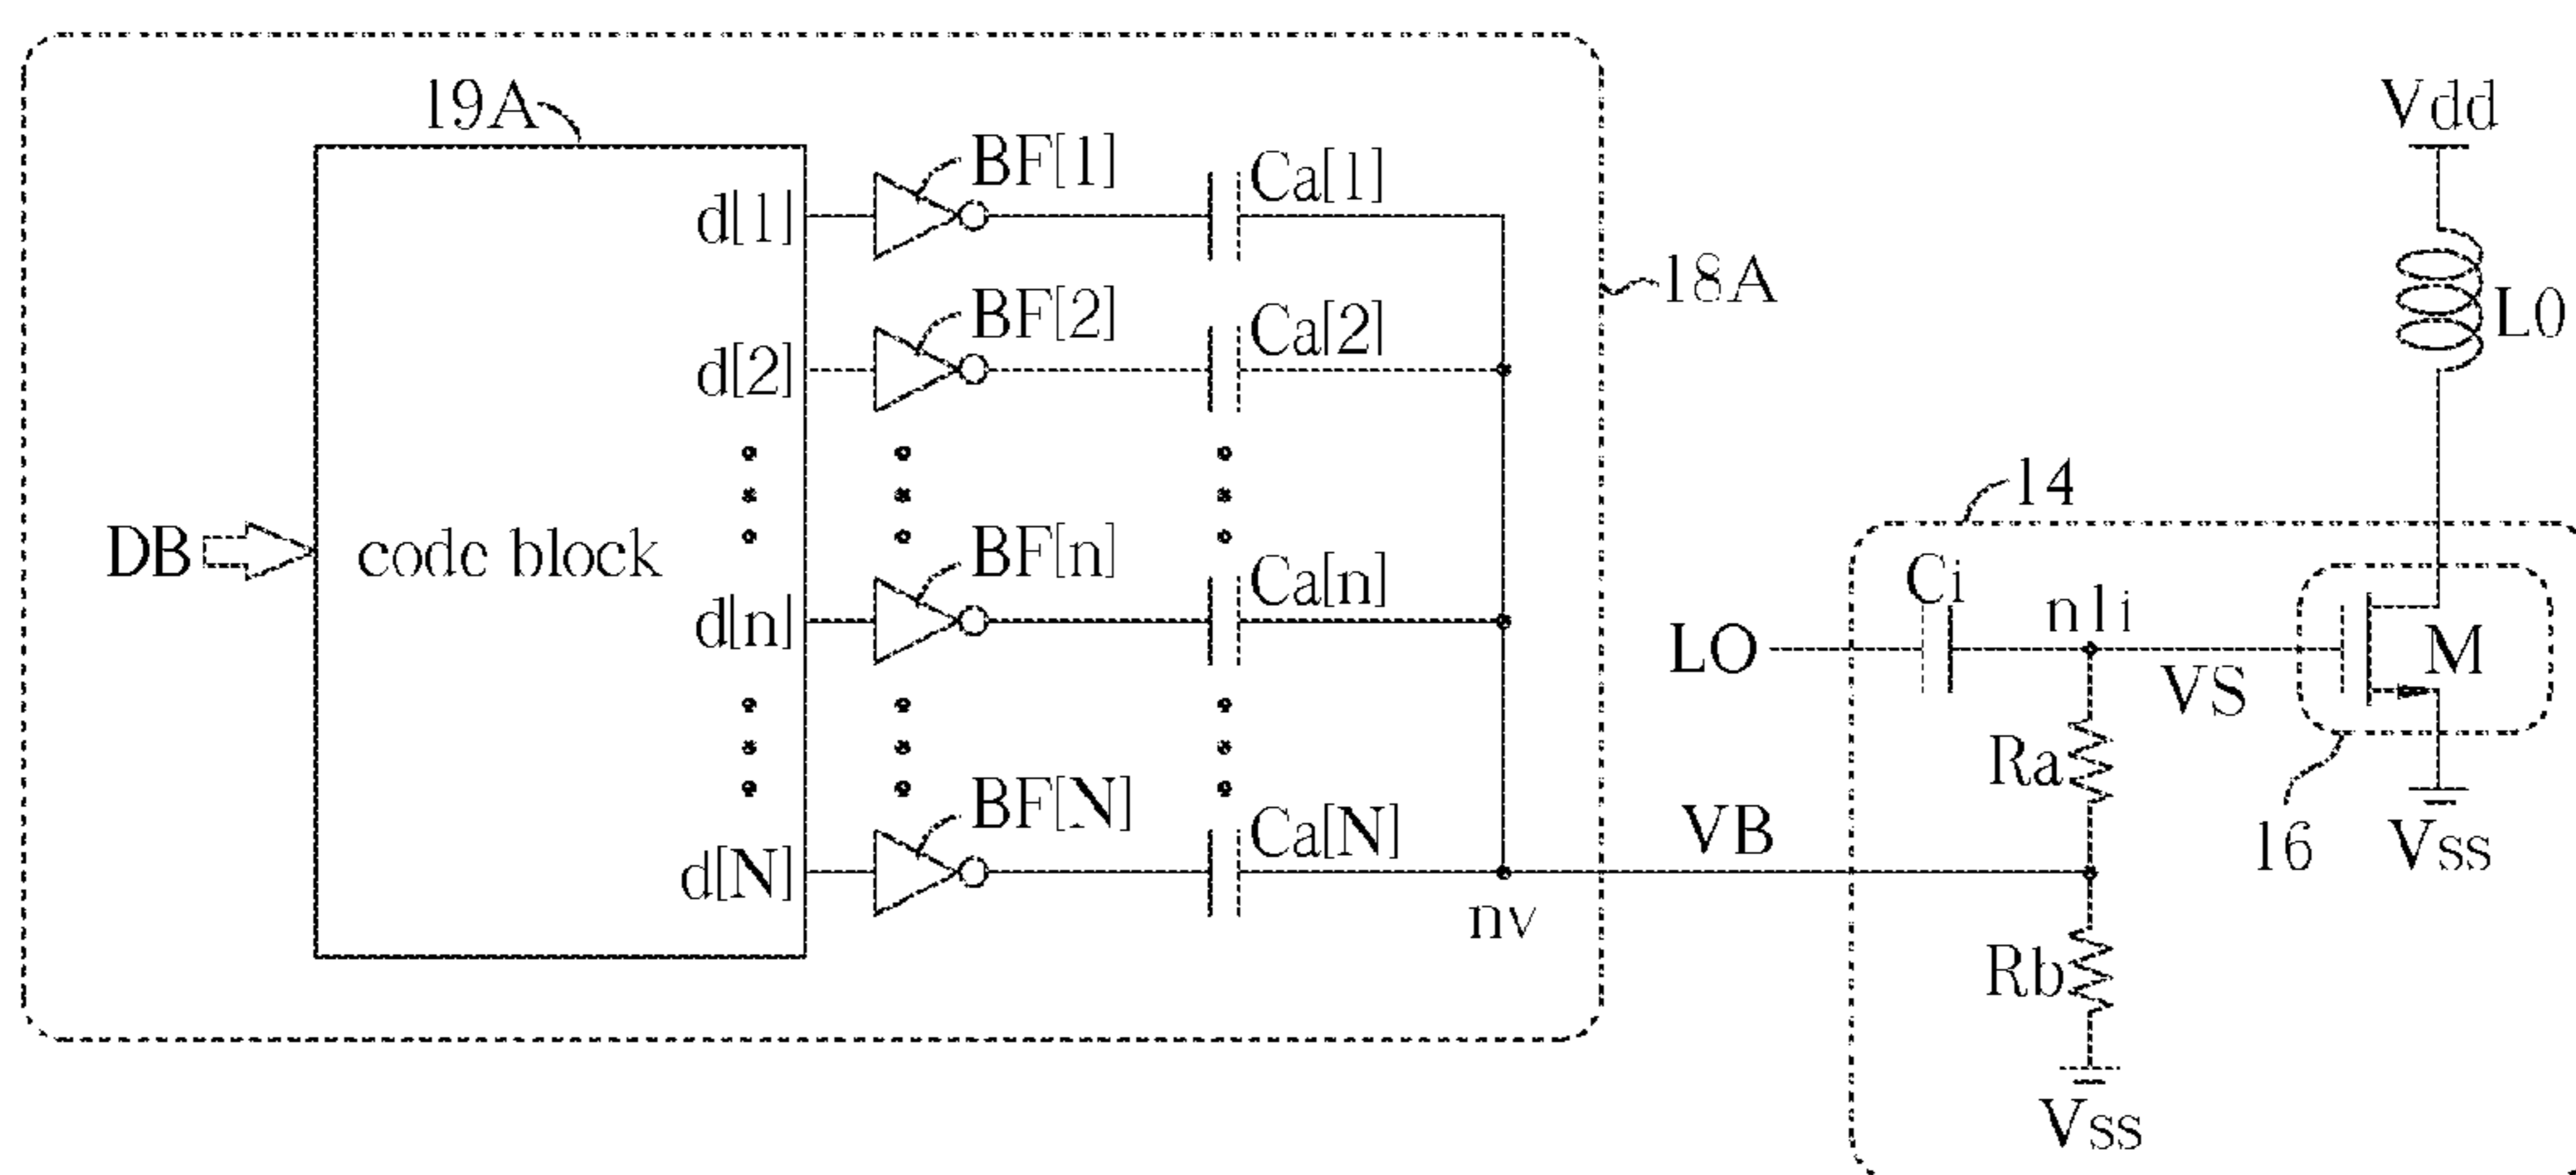 19A
d[1]
BF[1]
Ca[1]
d[2]
BF[2]
Ca[2]
18A
Vdd
L0
DB
code block
d[n]
BF[n]
Ca[n]
d[N]
BF[N]
Ca[N]
nv
VB
14
LO
Ci
nli
VS
M
Ra
16
Vss
Rb
Vss